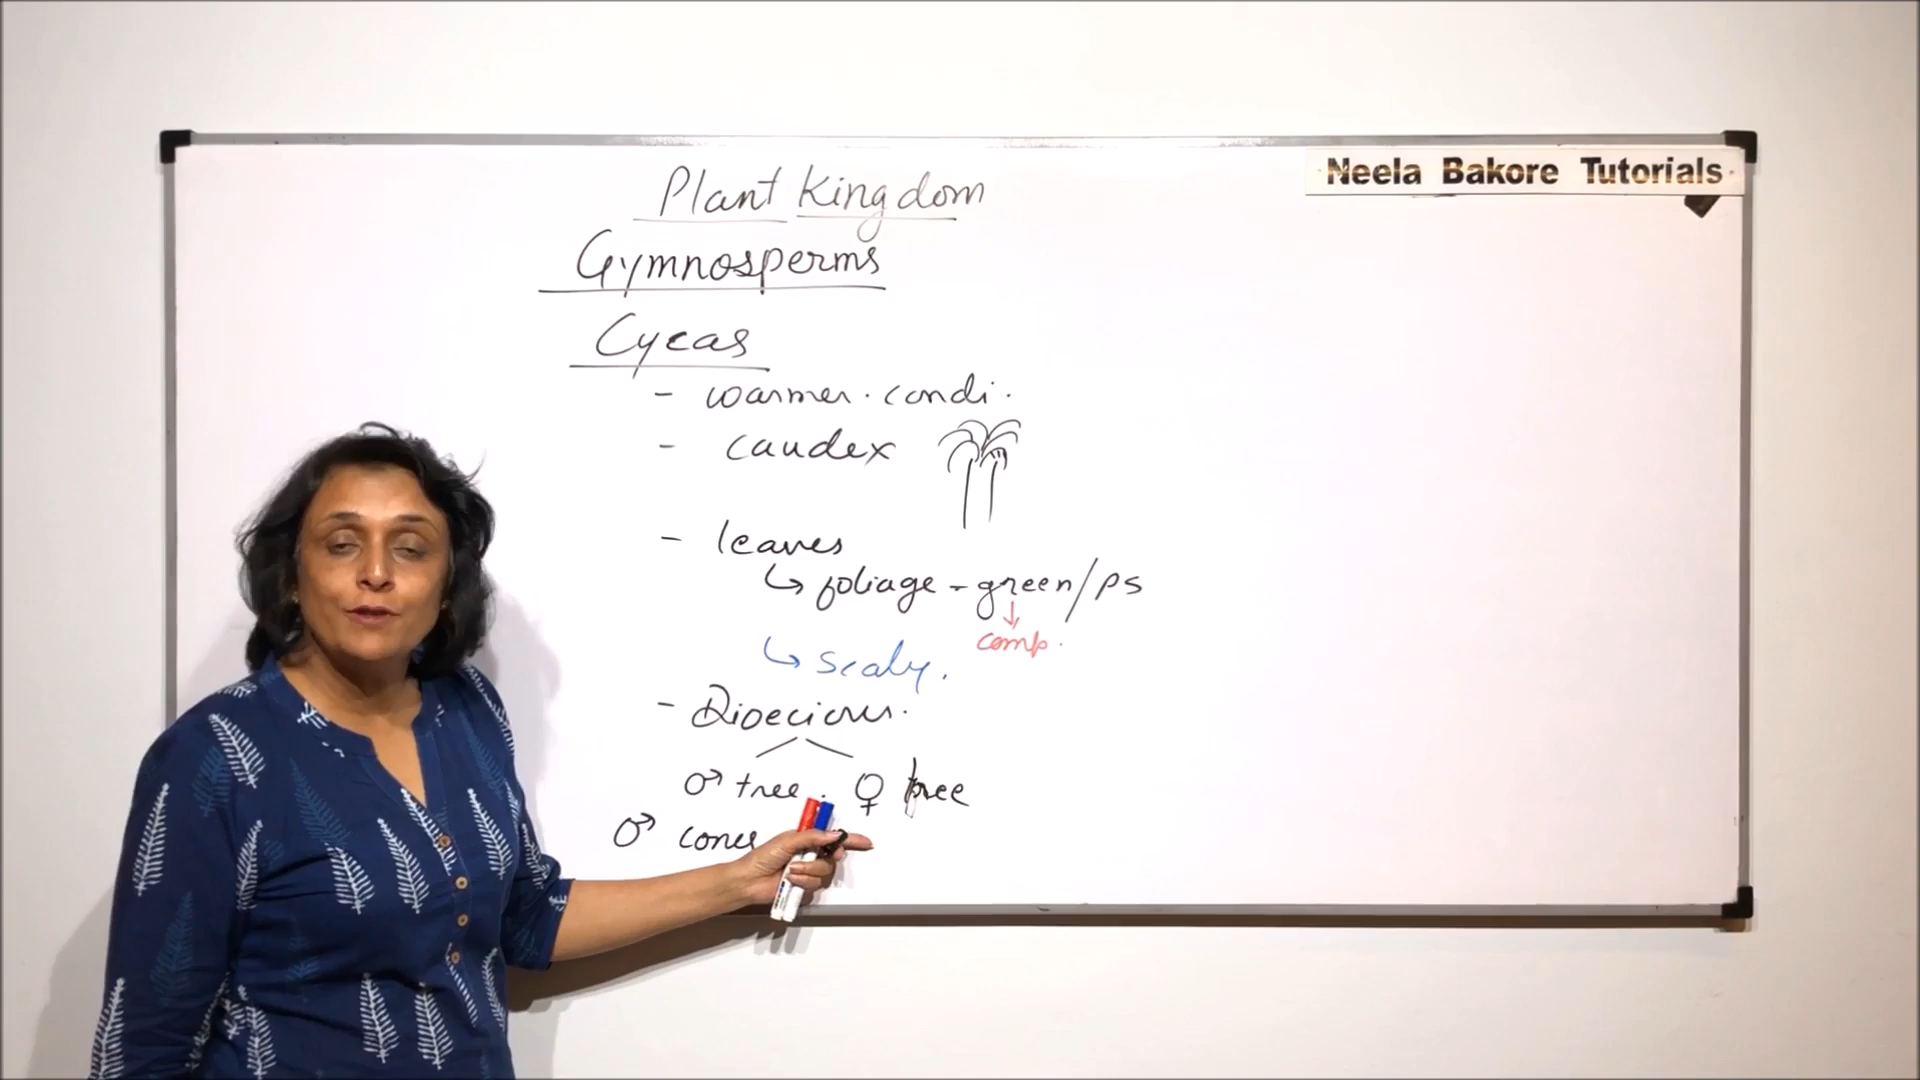 Neela Bakore Tutorials
Plant Kingdom
Gymnosperms
Cycas
- warmer. condi.
- caudex
- leaves
↳ foliage - green/PS
↓
comp.
↳ scaly.
- Dioecious.
♂ tree. ♀ tree
♂ cones